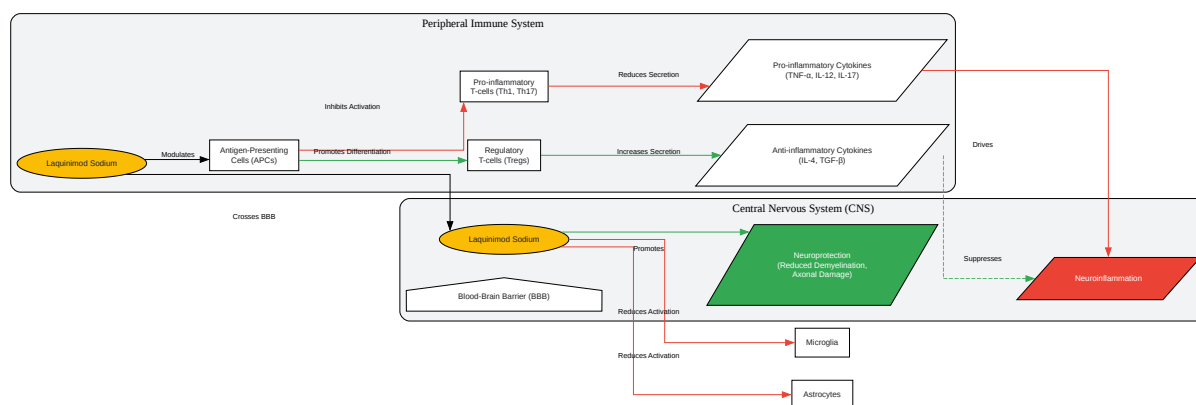 Peripheral Immune System
Pro-inflammatory Cytokines
(TNF-α, IL-12, IL-17)
Pro-inflammatory
T-cells (Th1, Th17)
Reduces Secretion
Inhibits Activation
Drives
Laquinimod Sodium
Modulates
Antigen-Presenting
Cells (APCs)
Promotes Differentiation
Regulatory
T-cells (Tregs)
Increases Secretion
Anti-inflammatory Cytokines
(IL-4, TGF-β)
Crosses BBB
Central Nervous System (CNS)
Laquinimod Sodium
Promotes
Neuroprotection
(Reduced Demyelination,
Axonal Damage)
Suppresses
Neuroinflammation
Blood-Brain Barrier (BBB)
Reduces Activation
Microglia
Reduces Activation
Astrocytes